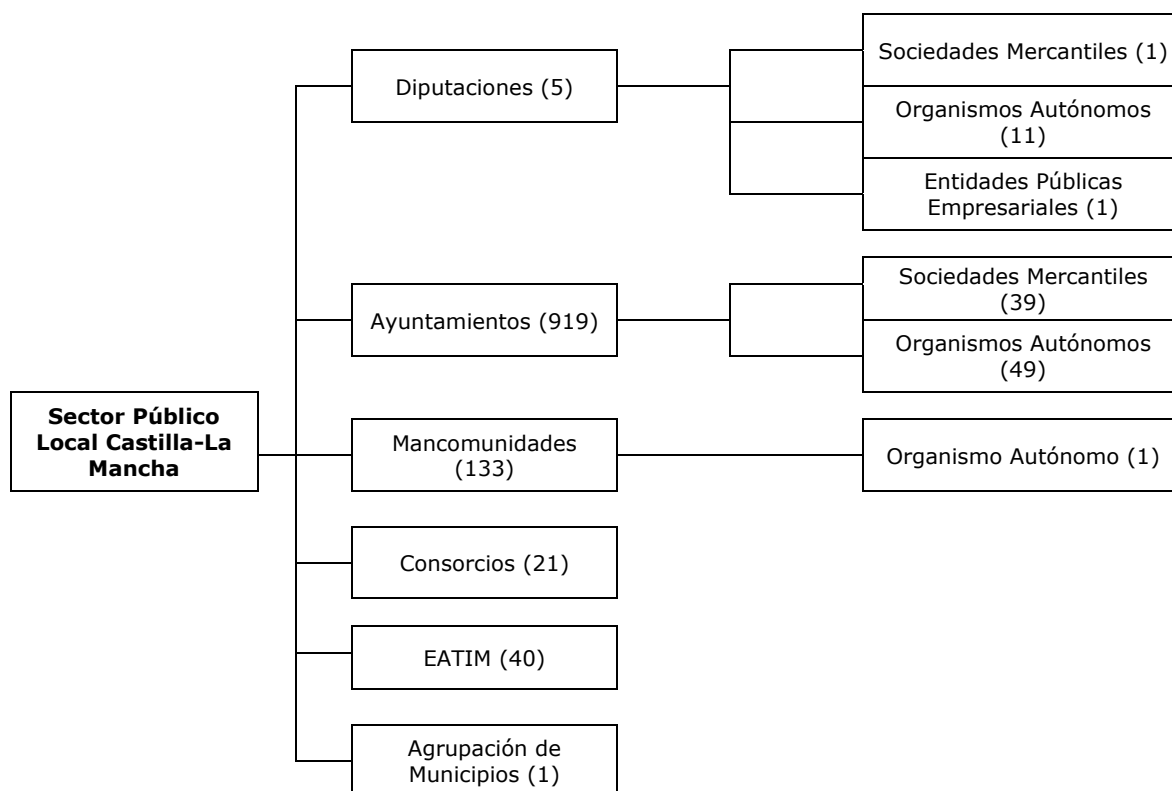 Sector Público
Local Castilla-La
Mancha
Diputaciones (5)
Sociedades Mercantiles (1)
Organismos Autónomos
(11)
Entidades Públicas
Empresariales (1)
Ayuntamientos (919)
Sociedades Mercantiles
(39)
Organismos Autónomos
(49)
Mancomunidades
(133)
Organismo Autónomo (1)
Consorcios (21)
EATIM (40)
Agrupación de
Municipios (1)